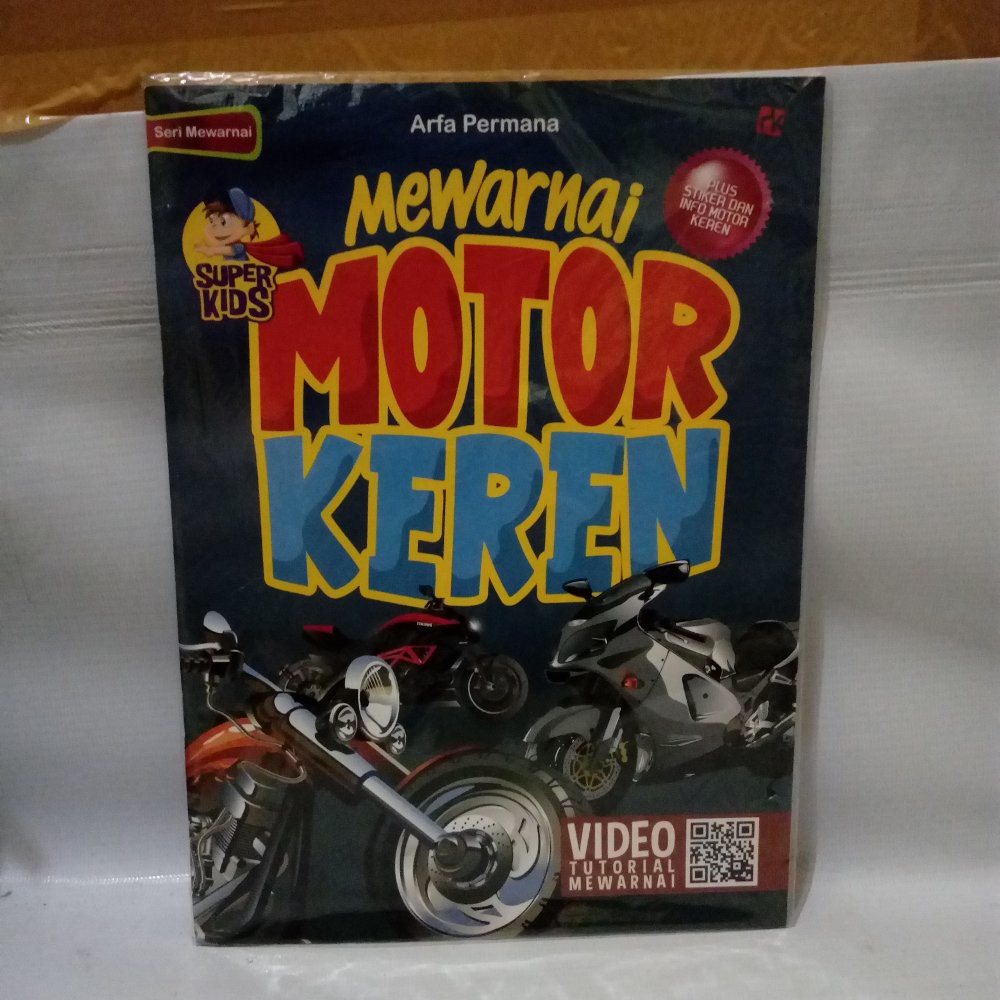 Seri Mewarnai
Arfa Permana
Mewarnai
MOTOR
KEREN
SUPER
KIDS
PLUS
STIKER DAN
INFO MOTOR
KEREN
VIDEO
TUTORIAL
MEWARNAI